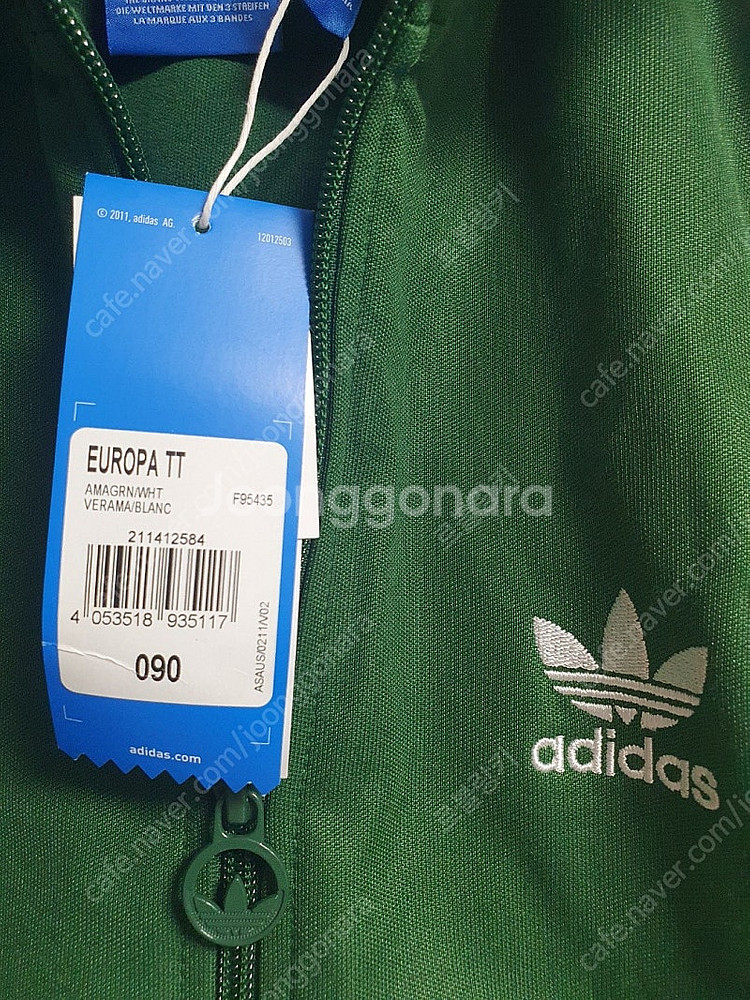 DIE WELTMARKE MIT DEN 3 STREIFEN
LA MARQUE AUX 3 BANDES
© 2011, adidas AG.
12012503
EUROPA TT
AMAGRN/WHT
VERAMA/BLANC
F95435
211412584
4 053518 935117
090
ASAUS/0211/V02
adidas.com
adidas
Joonggonara
cafe.naver.com/joonggonara